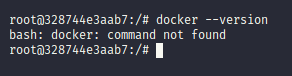 root@328744e3aab7:/# docker --version
bash: docker: command not found
root@328744e3aab7:/#